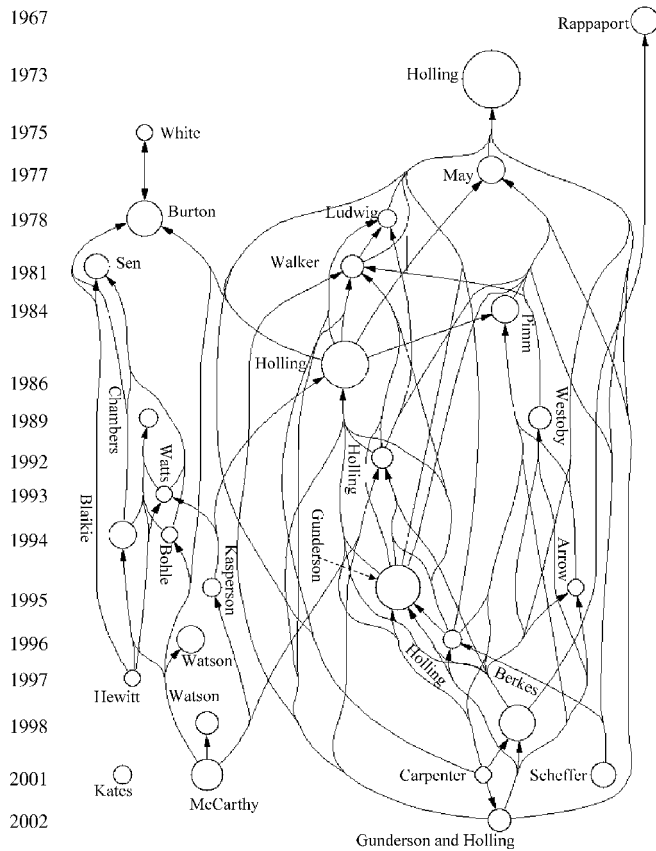 1967
Rappaport
1973
Holling
1975
White
1977
May
1978
Burton
Ludwig
1981
Sen
Walker
1984
Pimm
Holling
1986
Chambers
Westoby
1989
1992
Watts
Holling
1993
Blaikie
Bohle
Kasperson
Gunderson
Arrow
1994
1995
1996
Watson
Holling
Berkes
1997
Hewitt
Watson
1998
2001
Kates
McCarthy
Carpenter
Scheffer
2002
Gunderson and Holling